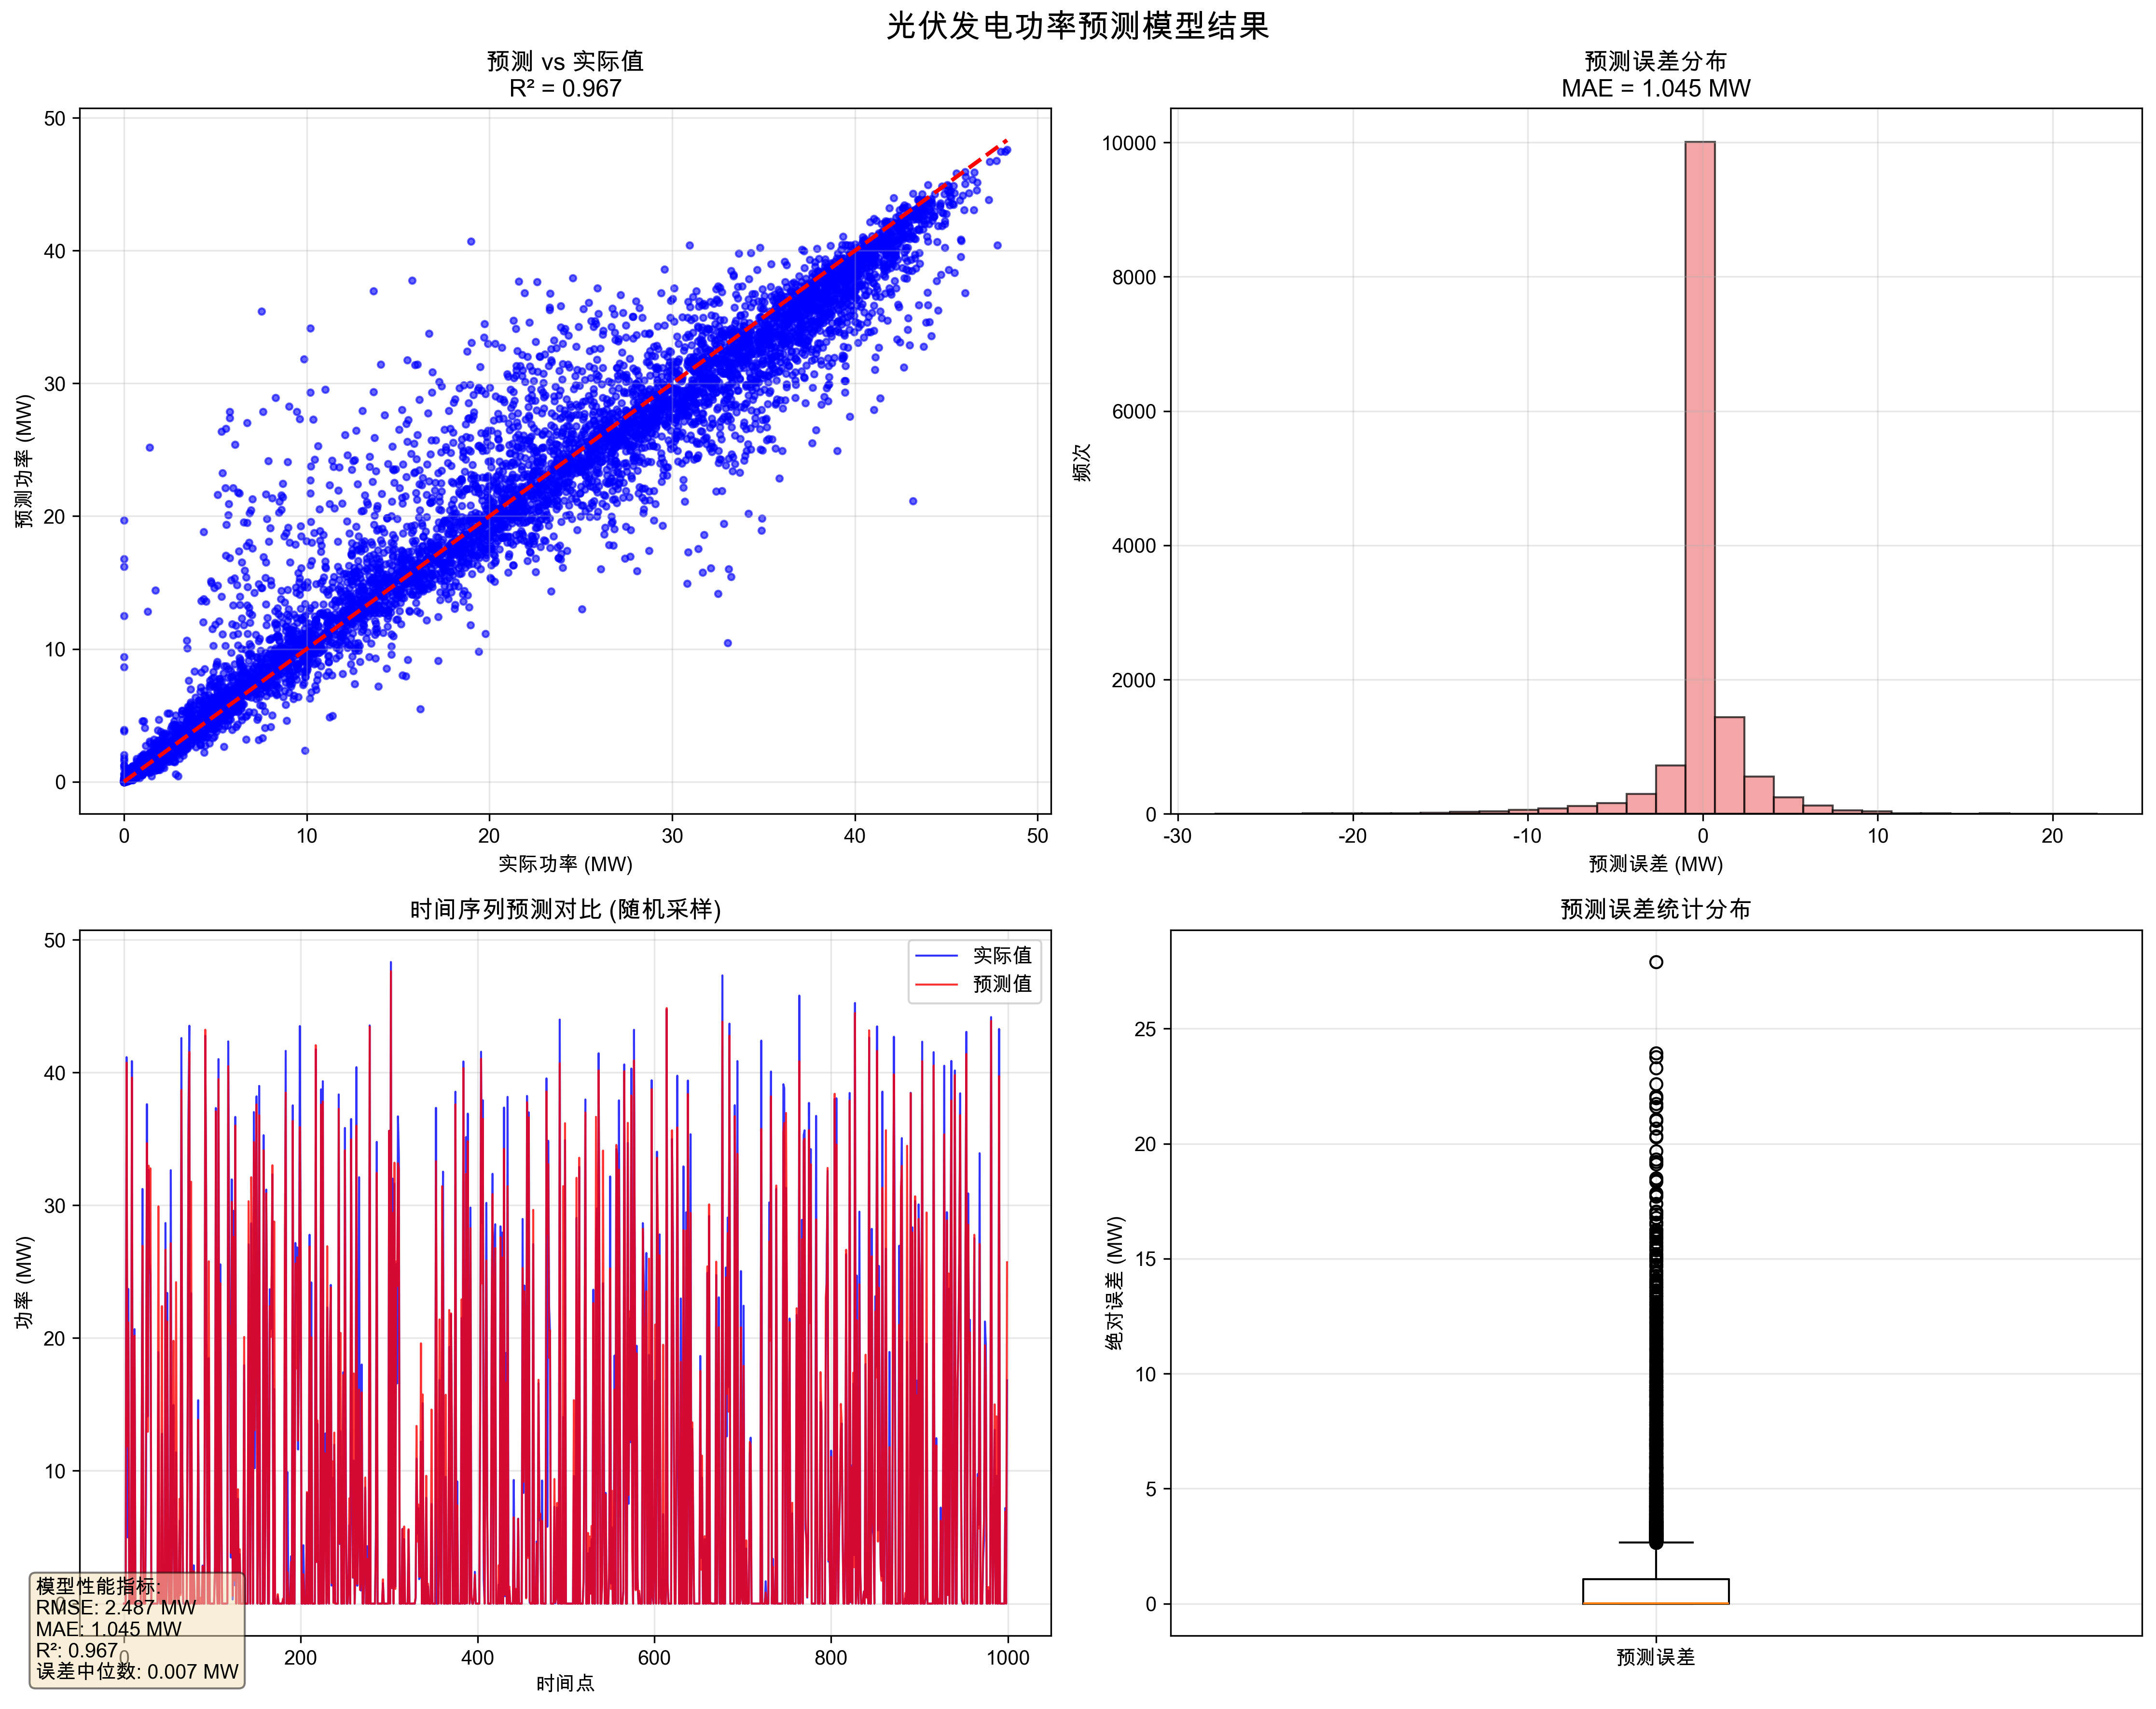 光伏发电功率预测模型结果
预测 vs 实际值
R² = 0.967
50
40
30
20
10
0
预测功率 (MW)
0 10 20 30 40 50
实际功率 (MW)
预测误差分布
MAE = 1.045 MW
10000
8000
6000
4000
2000
0
频次
-30 -20 -10 0 10 20
预测误差 (MW)
时间序列预测对比 (随机采样)
实际值
预测值
50
40
30
20
10
0
功率 (MW)
0 200 400 600 800 1000
时间点
模型性能指标:
RMSE: 2.487 MW
MAE: 1.045 MW
R²: 0.967
误差中位数: 0.007 MW
预测误差统计分布
25
20
15
10
5
0
绝对误差 (MW)
预测误差